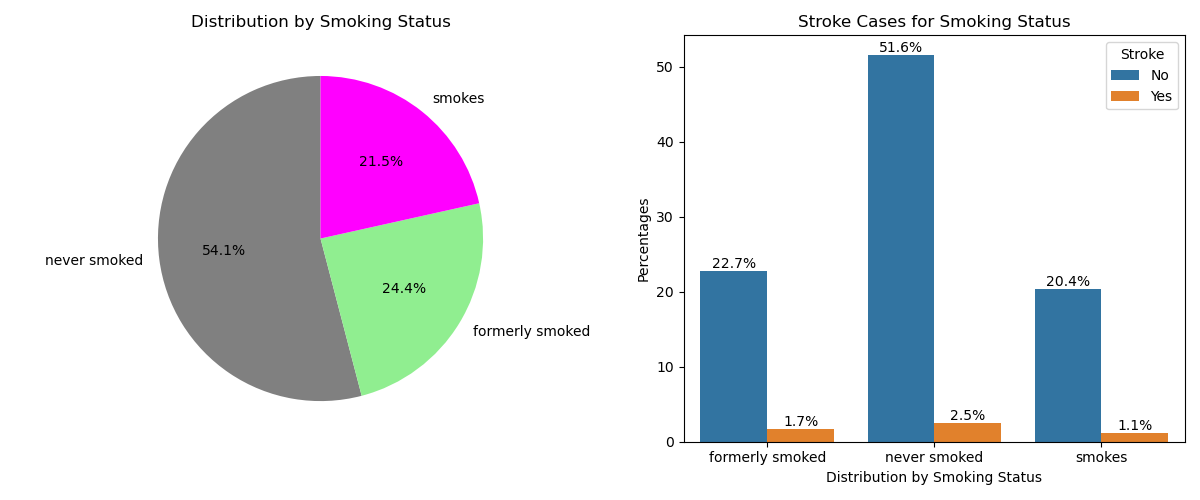 Distribution by Smoking Status
smokes
21.5%
never smoked
54.1%
24.4%
formerly smoked
Stroke Cases for Smoking Status
Percentages
50
40
30
20
10
0
22.7%
1.7%
51.6%
2.5%
20.4%
1.1%
Stroke
No
Yes
formerly smoked
never smoked
smokes
Distribution by Smoking Status